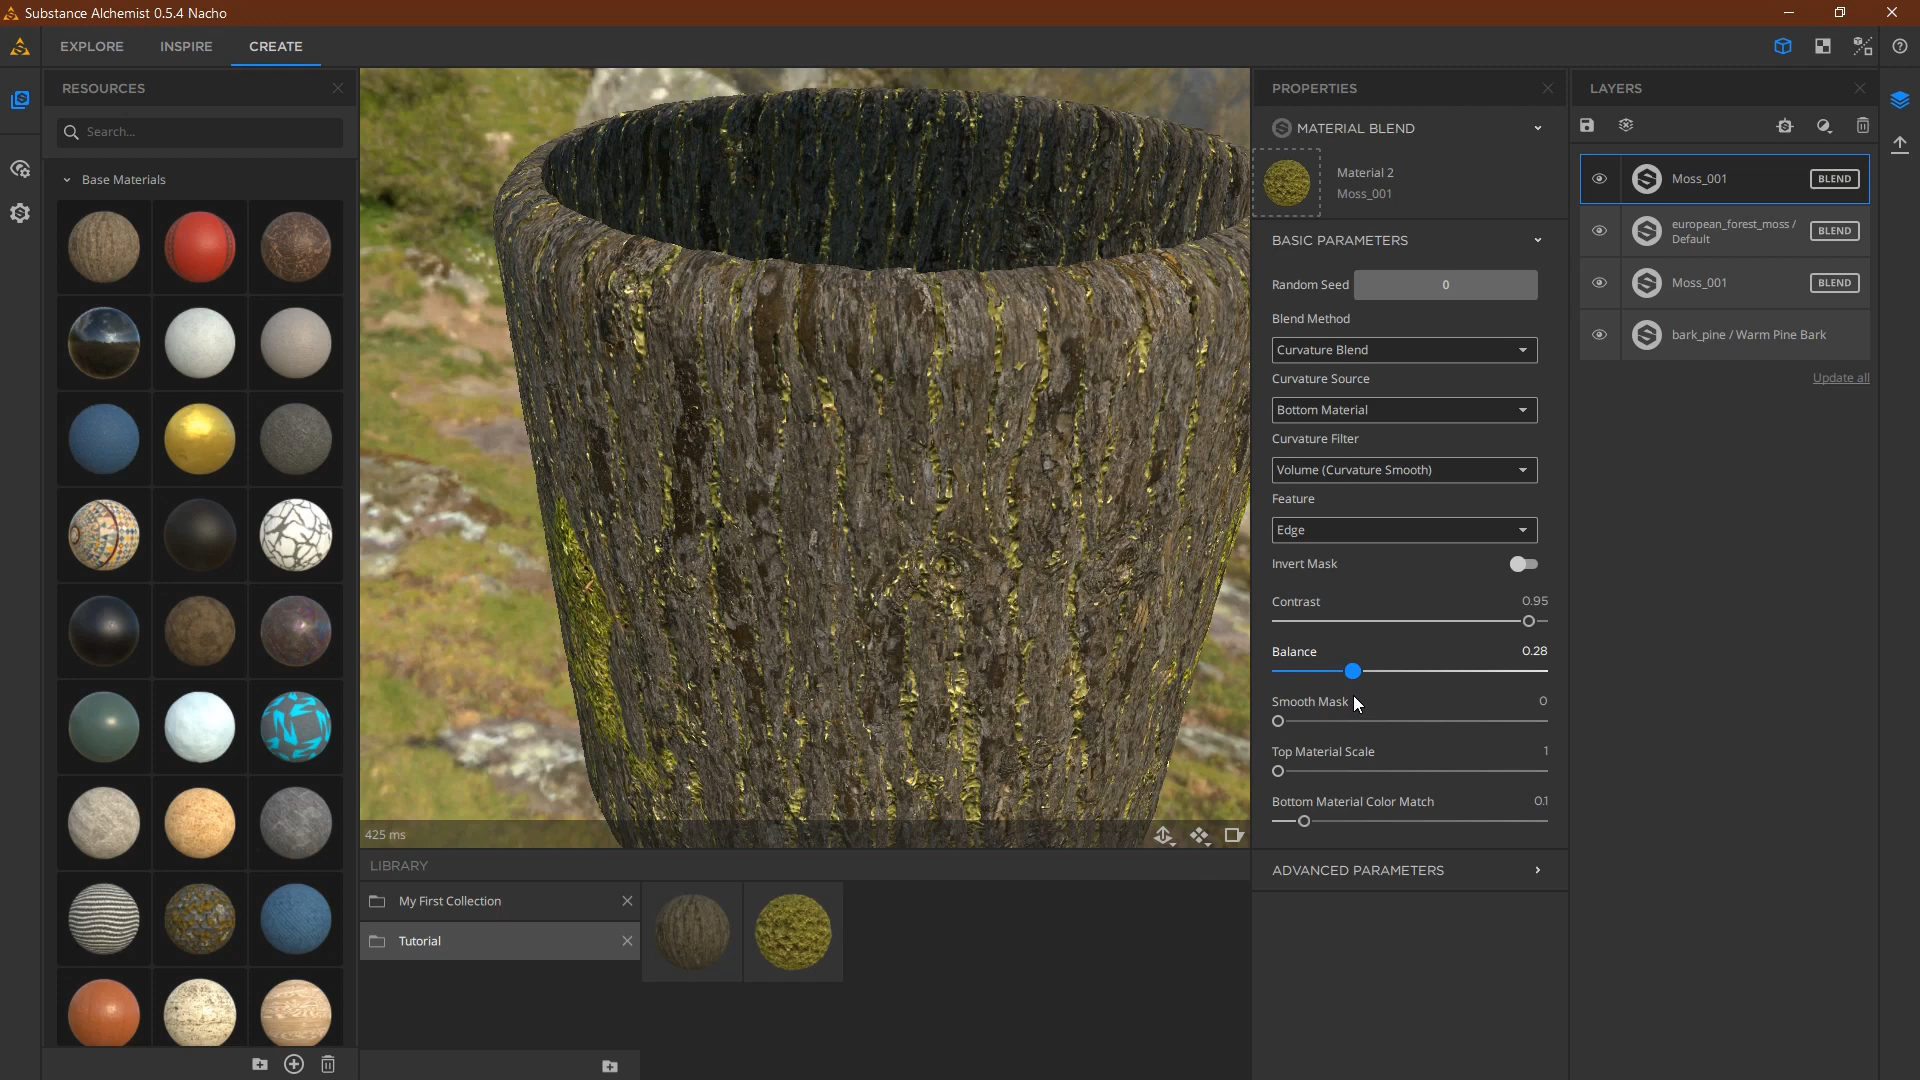 Substance Alchemist 0.5.4 Nacho
EXPLORE
INSPIRE
CREATE
RESOURCES
Search...
Base Materials
425 ms
LIBRARY
My First Collection
Tutorial
PROPERTIES
MATERIAL BLEND
Material 2
Moss_001
BASIC PARAMETERS
Random Seed 0
Blend Method
Curvature Blend
Curvature Source
Bottom Material
Curvature Filter
Volume (Curvature Smooth)
Feature
Edge
Invert Mask
Contrast 0.95
Balance 0.28
Smooth Mask 0
Top Material Scale 1
Bottom Material Color Match 0.1
ADVANCED PARAMETERS
LAYERS
Moss_001 BLEND
european_forest_moss /
Default BLEND
Moss_001 BLEND
bark_pine / Warm Pine Bark
Update all